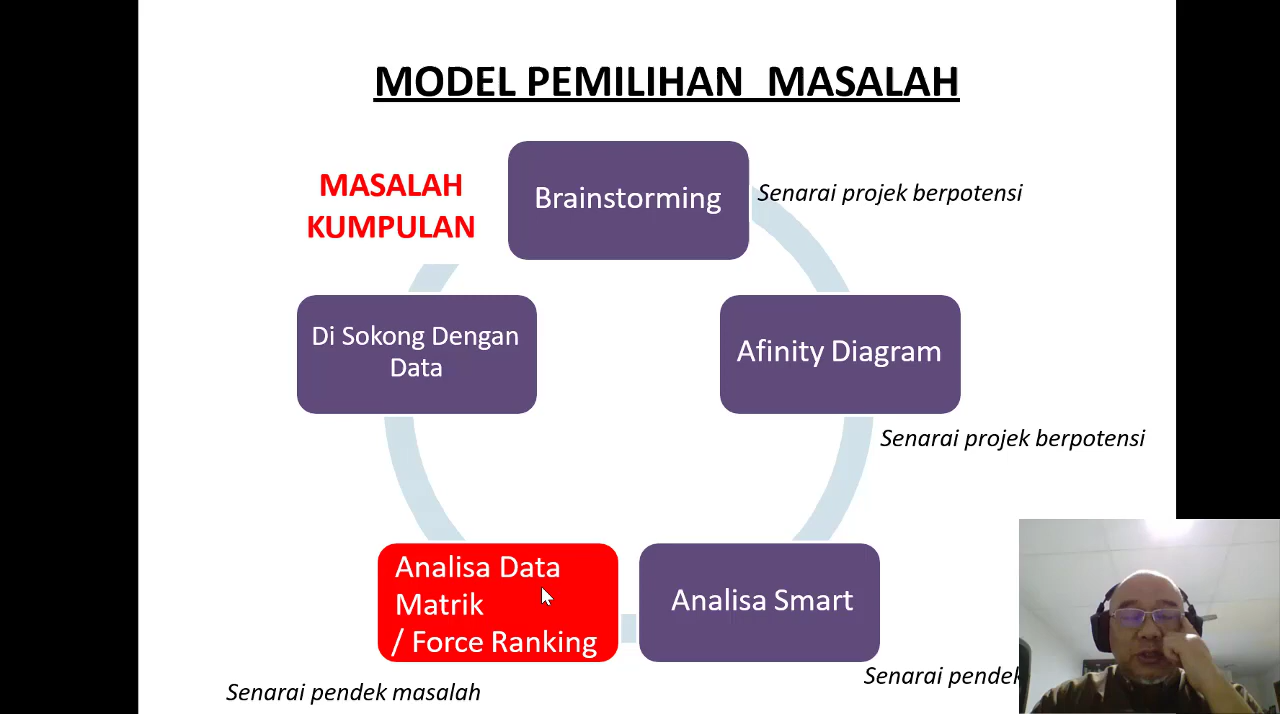 MODEL PEMILIHAN MASALAH
MASALAH
KUMPULAN
Brainstorming
Senarai projek berpotensi
Di Sokong Dengan
Data
Afinity Diagram
Senarai projek berpotensi
Analisa Data
Matrik
/ Force Ranking
Analisa Smart
Senarai pendek
Senarai pendek masalah